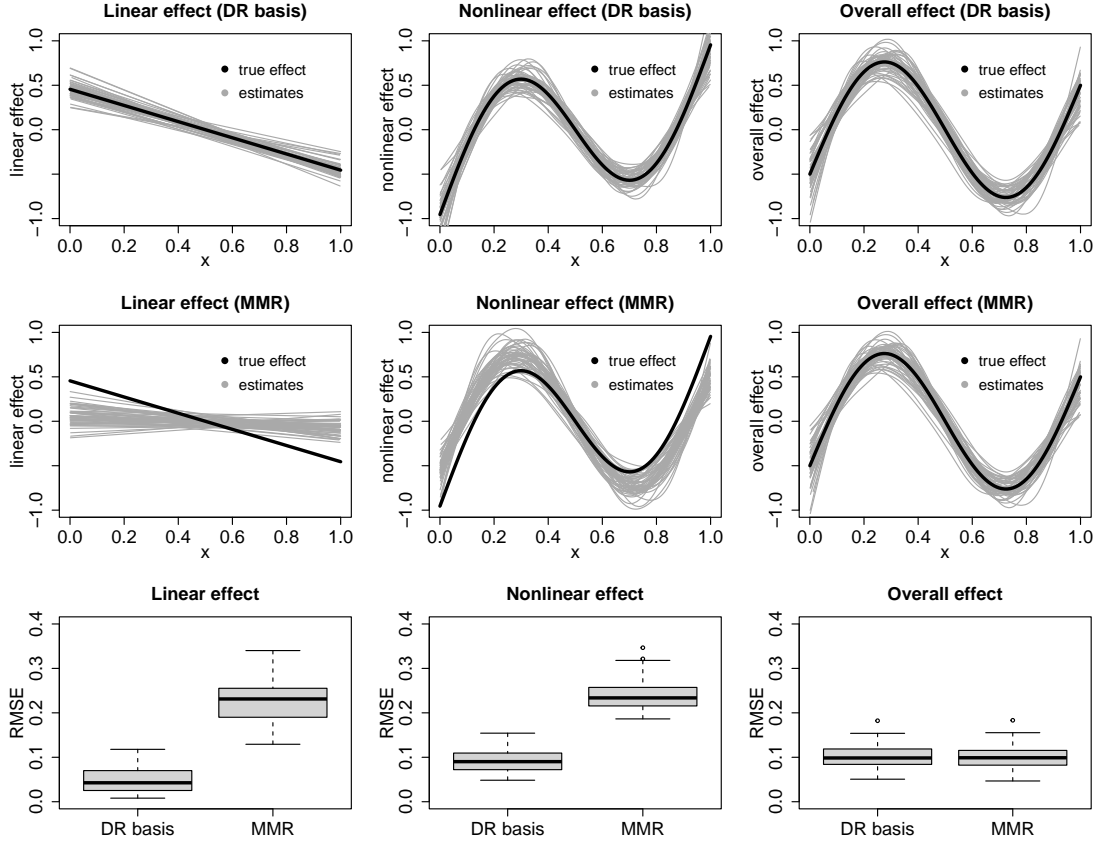 Linear effect (DR basis)
Nonlinear effect (DR basis)
Overall effect (DR basis)
linear effect
−1.0 0.0 0.5 1.0
true effect
estimates
0.0 0.2 0.4 0.6 0.8 1.0
x
nonlinear effect
−1.0 0.0 0.5 1.0
true effect
estimates
0.0 0.2 0.4 0.6 0.8 1.0
x
overall effect
−1.0 0.0 0.5 1.0
true effect
estimates
0.0 0.2 0.4 0.6 0.8 1.0
x
Linear effect (MMR)
Nonlinear effect (MMR)
Overall effect (MMR)
linear effect
−1.0 0.0 0.5 1.0
true effect
estimates
0.0 0.2 0.4 0.6 0.8 1.0
x
nonlinear effect
−1.0 0.0 0.5 1.0
true effect
estimates
0.0 0.2 0.4 0.6 0.8 1.0
x
overall effect
−1.0 0.0 0.5 1.0
true effect
estimates
0.0 0.2 0.4 0.6 0.8 1.0
x
Linear effect
Nonlinear effect
Overall effect
RMSE
0.0 0.1 0.2 0.3 0.4
DR basis MMR
RMSE
0.0 0.1 0.2 0.3 0.4
DR basis MMR
RMSE
0.0 0.1 0.2 0.3 0.4
DR basis MMR